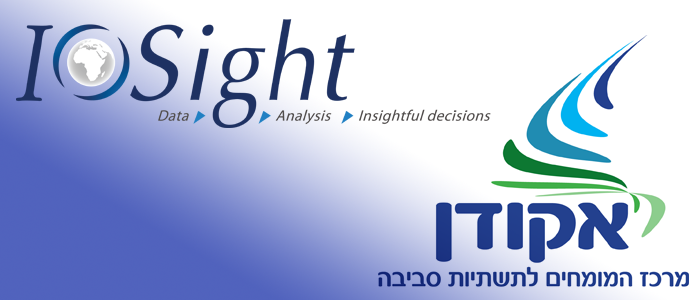 IOSight
Data Analysis Insightful decisions
אקודן
מרכז המומחים לתשתיות סביבה